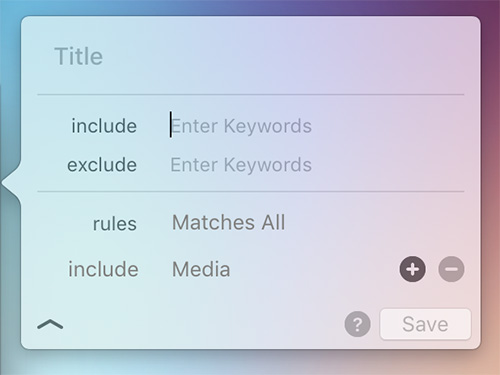 Title
include Enter Keywords
exclude Enter Keywords
rules Matches All
include Media
? Save